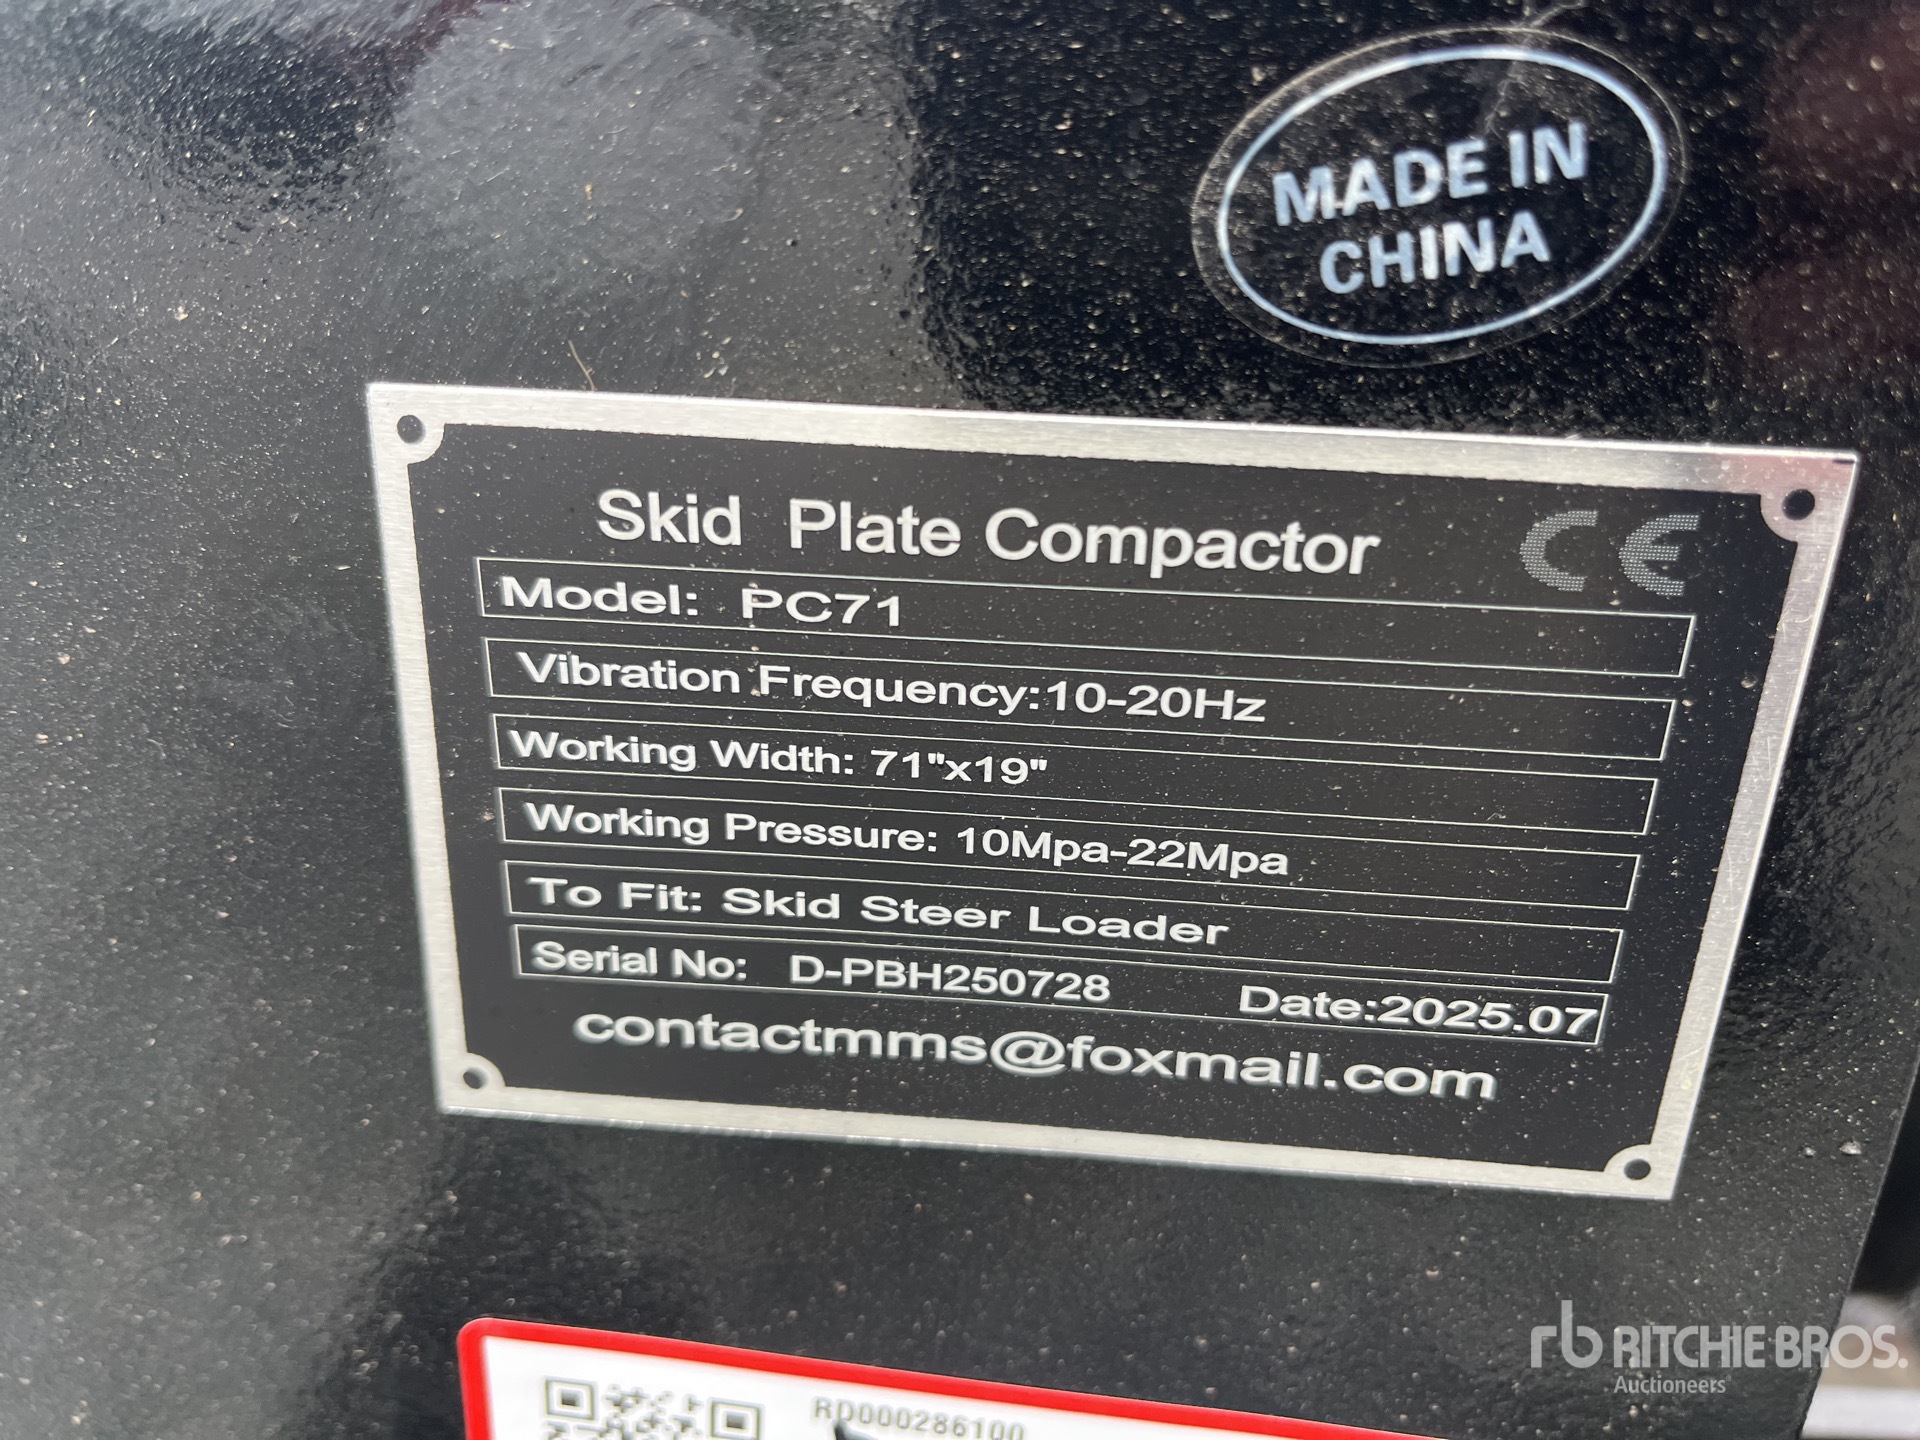 MADE IN
CHINA
Skid Plate Compactor CE
Model: PC71
Vibration Frequency:10-20Hz
Working Width: 71"x19"
Working Pressure: 10Mpa-22Mpa
To Fit: Skid Steer Loader
Serial No: D-PBH250728 Date:2025.07
contactmms@foxmail.com
RD000286100
rb RITCHIE BROS.
Auctioneers